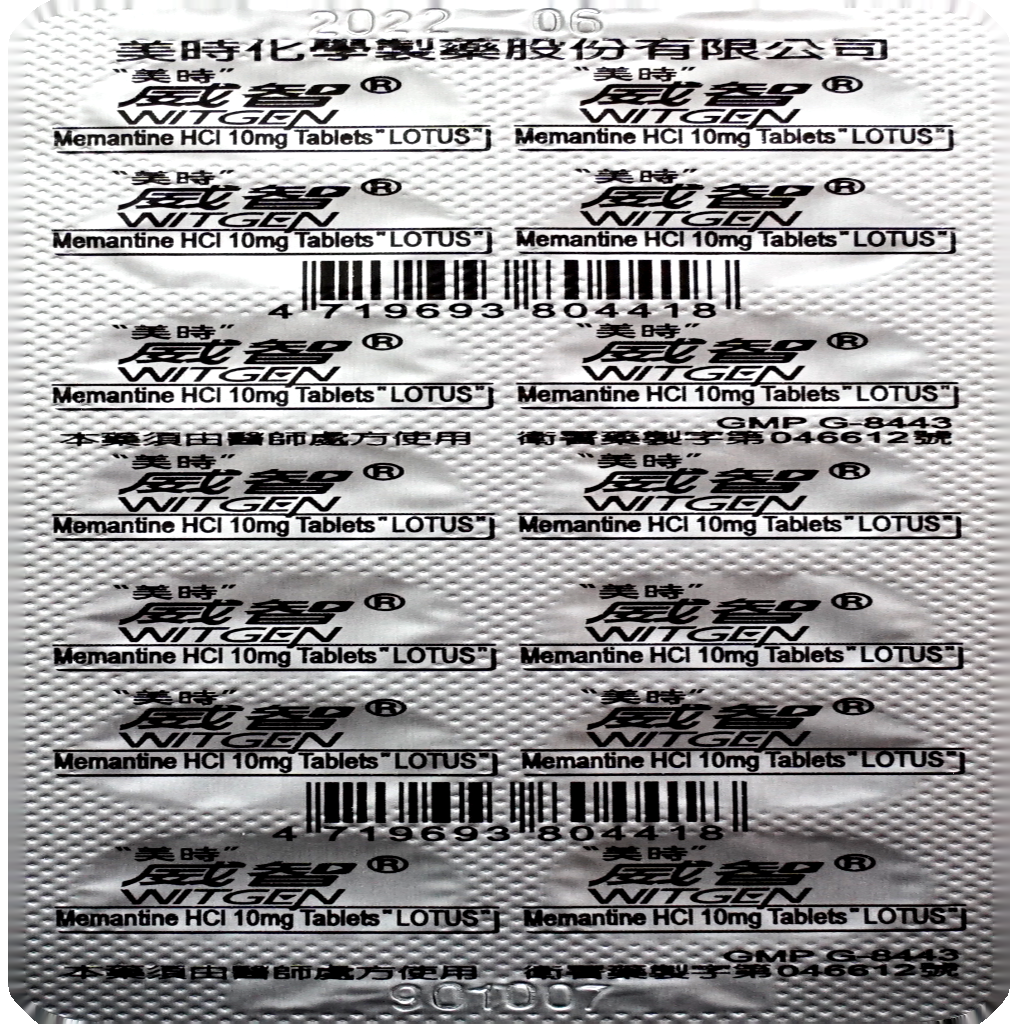 2022 06
美時化學製藥股份有限公司
"美時" "美時"
威智® 威智®
WITGEN WITGEN
Memantine HCl 10mg Tablets"LOTUS" Memantine HCl 10mg Tablets"LOTUS"
"美時" "美時"
威智® 威智®
WITGEN WITGEN
Memantine HCl 10mg Tablets"LOTUS" Memantine HCl 10mg Tablets"LOTUS"
4 719693 804418
"美時" "美時"
威智® 威智®
WITGEN WITGEN
Memantine HCl 10mg Tablets"LOTUS" Memantine HCl 10mg Tablets"LOTUS"
GMP G-8443
本藥須由醫師處方使用 衛署藥製字第046612號
"美時" "美時"
威智® 威智®
WITGEN WITGEN
Memantine HCl 10mg Tablets"LOTUS" Memantine HCl 10mg Tablets"LOTUS"
"美時" "美時"
威智® 威智®
WITGEN WITGEN
Memantine HCl 10mg Tablets"LOTUS" Memantine HCl 10mg Tablets"LOTUS"
"美時" "美時"
威智® 威智®
WITGEN WITGEN
Memantine HCl 10mg Tablets"LOTUS" Memantine HCl 10mg Tablets"LOTUS"
4 719693 804418
"美時" "美時"
威智® 威智®
WITGEN WITGEN
Memantine HCl 10mg Tablets"LOTUS" Memantine HCl 10mg Tablets"LOTUS"
GMP G-8443
本藥須由醫師處方使用 衛署藥製字第046612號
901007